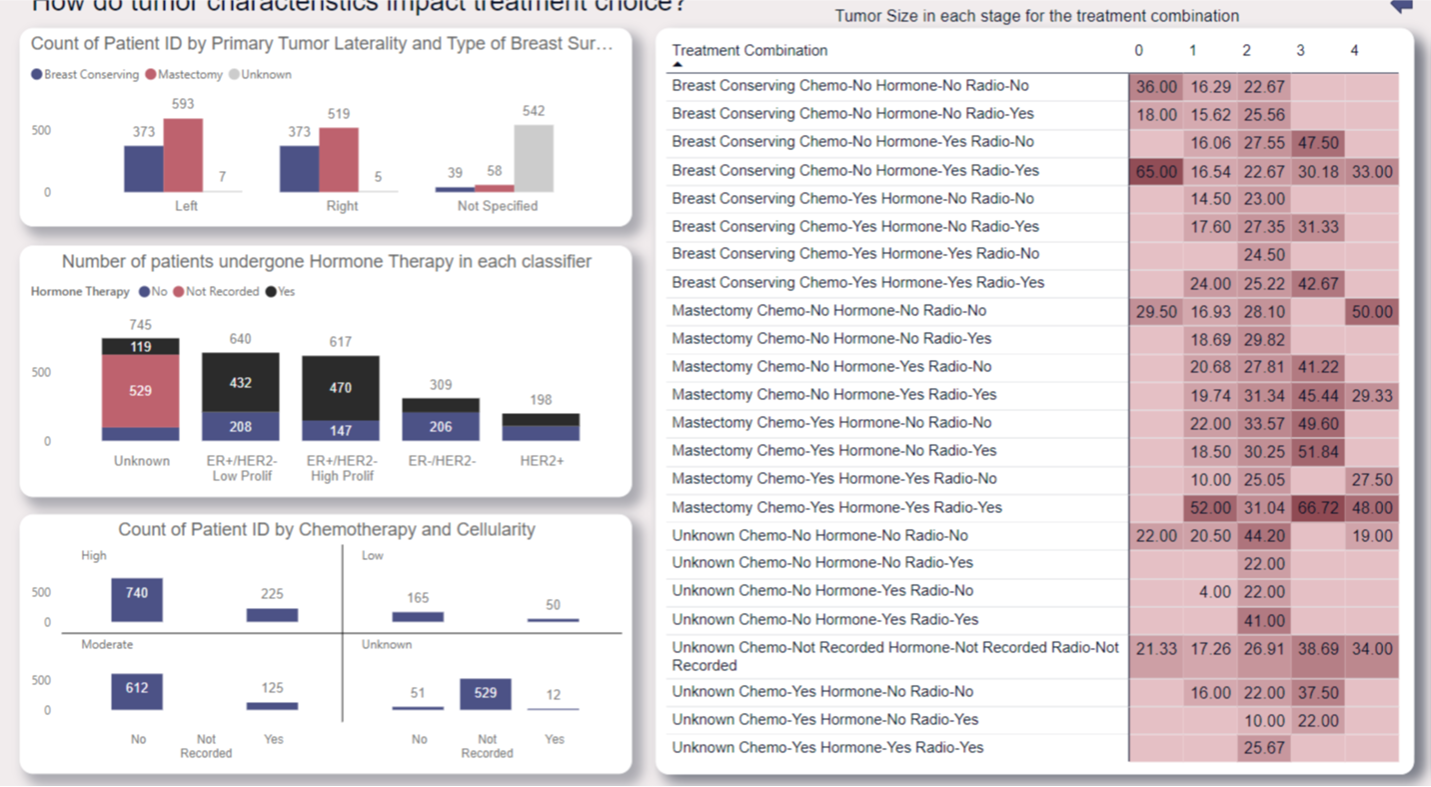 How do tumor characteristics impact treatment choice?
Count of Patient ID by Primary Tumor Laterality and Type of Breast Sur…
Breast Conserving Mastectomy Unknown
500
0
373 593 7
373 519 5
39 58 542
Left Right Not Specified
Number of patients undergone Hormone Therapy in each classifier
Hormone Therapy No Not Recorded Yes
500
0
745 640 617 309 198
119
529
432
208
470
147
206
Unknown
ER+/HER2-
Low Prolif
ER+/HER2-
High Prolif
ER-/HER2-
HER2+
Count of Patient ID by Chemotherapy and Cellularity
High
500
0
740 225
Low
165 50
Moderate
500
0
612 125
Unknown
51 529 12
No
Not
Recorded
Yes
No
Not
Recorded
Yes
Tumor Size in each stage for the treatment combination
Treatment Combination 0 1 2 3 4
Breast Conserving Chemo-No Hormone-No Radio-No 36.00 16.29 22.67
Breast Conserving Chemo-No Hormone-No Radio-Yes 18.00 15.62 25.56
Breast Conserving Chemo-No Hormone-Yes Radio-No 16.06 27.55 47.50
Breast Conserving Chemo-No Hormone-Yes Radio-Yes 65.00 16.54 22.67 30.18 33.00
Breast Conserving Chemo-Yes Hormone-No Radio-No 14.50 23.00
Breast Conserving Chemo-Yes Hormone-No Radio-Yes 17.60 27.35 31.33
Breast Conserving Chemo-Yes Hormone-Yes Radio-No 24.50
Breast Conserving Chemo-Yes Hormone-Yes Radio-Yes 24.00 25.22 42.67
Mastectomy Chemo-No Hormone-No Radio-No 29.50 16.93 28.10 50.00
Mastectomy Chemo-No Hormone-No Radio-Yes 18.69 29.82
Mastectomy Chemo-No Hormone-Yes Radio-No 20.68 27.81 41.22
Mastectomy Chemo-No Hormone-Yes Radio-Yes 19.74 31.34 45.44 29.33
Mastectomy Chemo-Yes Hormone-No Radio-No 22.00 33.57 49.60
Mastectomy Chemo-Yes Hormone-No Radio-Yes 18.50 30.25 51.84
Mastectomy Chemo-Yes Hormone-Yes Radio-No 10.00 25.05 27.50
Mastectomy Chemo-Yes Hormone-Yes Radio-Yes 52.00 31.04 66.72 48.00
Unknown Chemo-No Hormone-No Radio-No 22.00 20.50 44.20 19.00
Unknown Chemo-No Hormone-No Radio-Yes 22.00
Unknown Chemo-No Hormone-Yes Radio-No 4.00 22.00
Unknown Chemo-No Hormone-Yes Radio-Yes 41.00
Unknown Chemo-Not Recorded Hormone-Not Recorded Radio-Not 21.33 17.26 26.91 38.69 34.00
Recorded
Unknown Chemo-Yes Hormone-No Radio-No 16.00 22.00 37.50
Unknown Chemo-Yes Hormone-No Radio-Yes 10.00 22.00
Unknown Chemo-Yes Hormone-Yes Radio-Yes 25.67